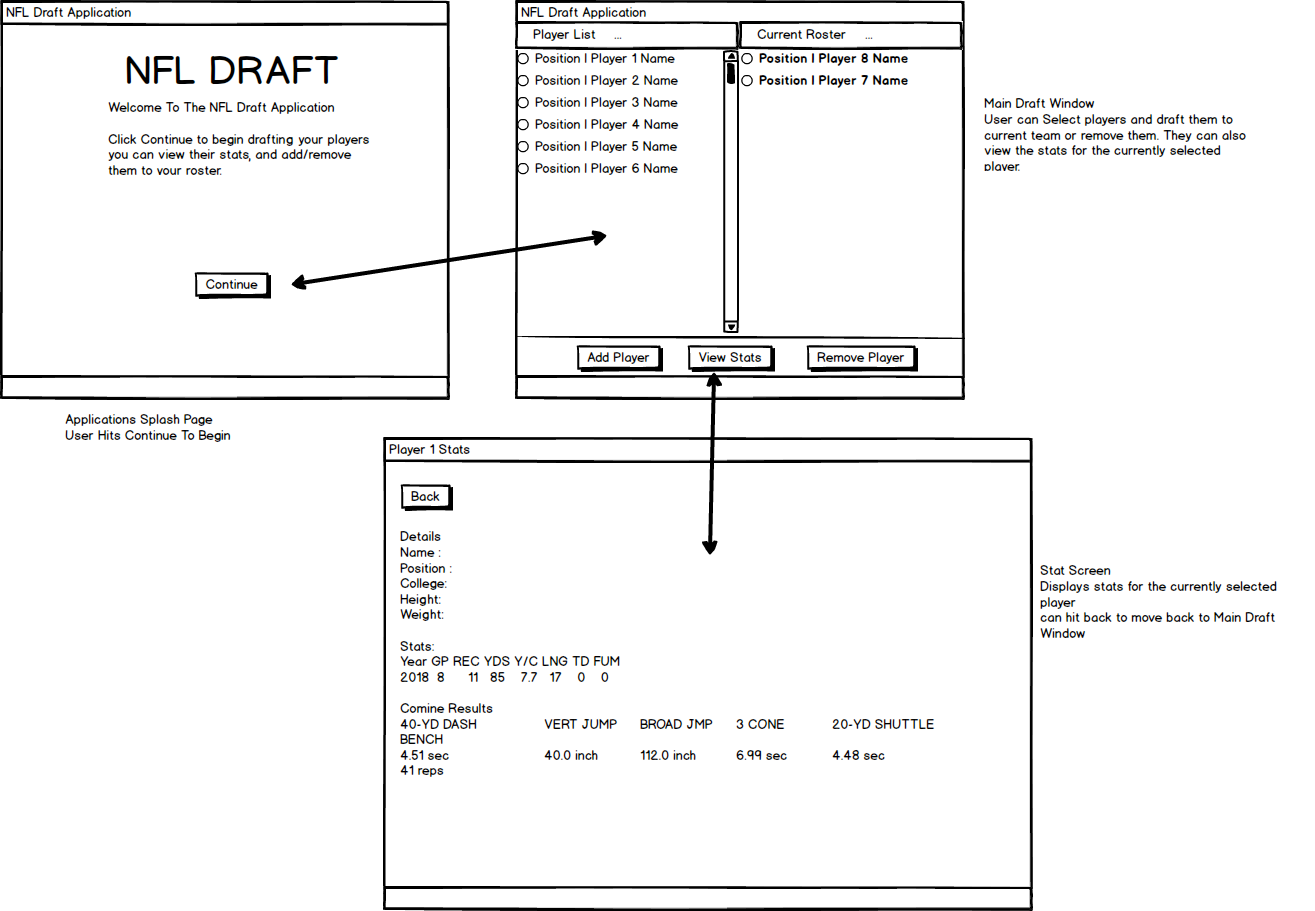 NFL Draft Application
NFL DRAFT
Welcome To The NFL Draft Application
Click Continue to begin drafting your players
you can view their stats, and add/remove
them to your roster.
Continue
Applications Splash Page
User Hits Continue To Begin
NFL Draft Application
Player List ...
Current Roster ...
Position | Player 1 Name
Position | Player 2 Name
Position | Player 3 Name
Position | Player 4 Name
Position | Player 5 Name
Position | Player 6 Name
Position | Player 8 Name
Position | Player 7 Name
Add Player
View Stats
Remove Player
Main Draft Window
User can Select players and draft them to
current team or remove them. They can also
view the stats for the currently selected
player.
Player 1 Stats
Back
Details
Name :
Position :
College:
Height:
Weight:
Stats:
Year GP REC YDS Y/C LNG TD FUM
2018 8 11 85 7.7 17 0 0
Comine Results
40-YD DASH VERT JUMP BROAD JMP 3 CONE 20-YD SHUTTLE
BENCH
4.51 sec 40.0 inch 112.0 inch 6.99 sec 4.48 sec
41 reps
Stat Screen
Displays stats for the currently selected
player
can hit back to move back to Main Draft
Window